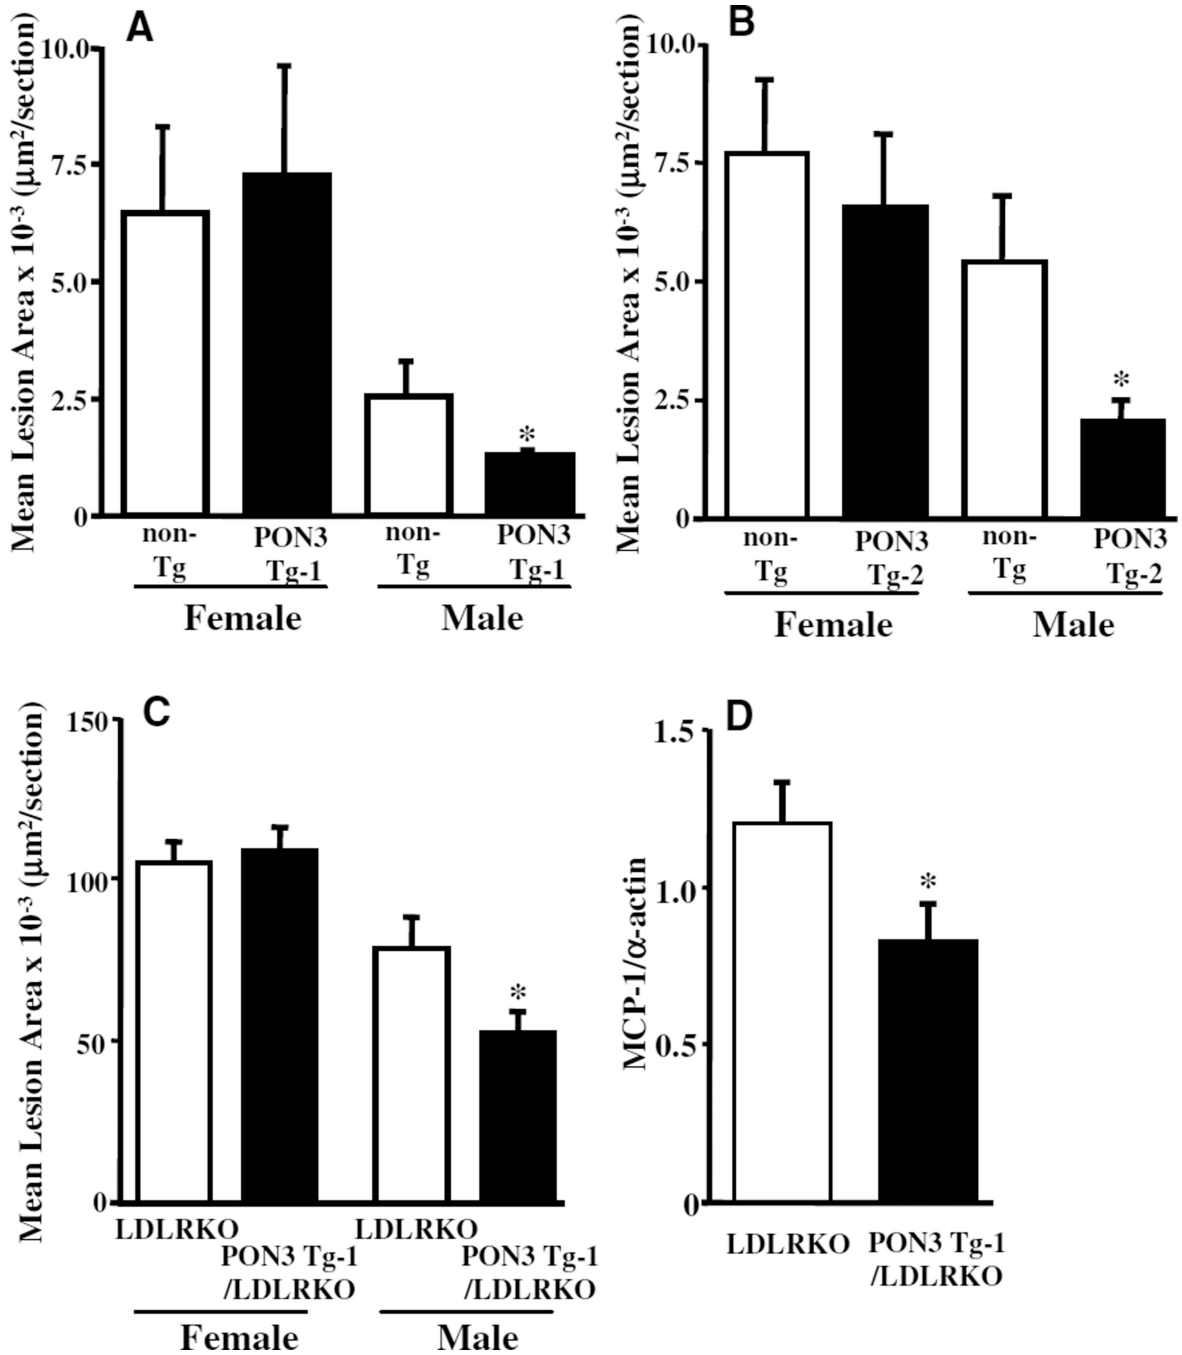 A
Mean Lesion Area x 10-3 (μm2/section)
10.0
7.5
5.0
2.5
0
*
non-
Tg
PON3
Tg-1
non-
Tg
PON3
Tg-1
Female
Male
B
Mean Lesion Area x 10-3 (μm2/section)
10.0
7.5
5.0
2.5
0
*
non-
Tg
PON3
Tg-2
non-
Tg
PON3
Tg-2
Female
Male
C
Mean Lesion Area x 10-3 (μm2/section)
150
100
50
0
*
LDLRKO
PON3 Tg-1
/LDLRKO
LDLRKO
PON3 Tg-1
/LDLRKO
Female
Male
D
MCP-1/α-actin
1.5
1.0
0.5
0
*
LDLRKO
PON3 Tg-1
/LDLRKO